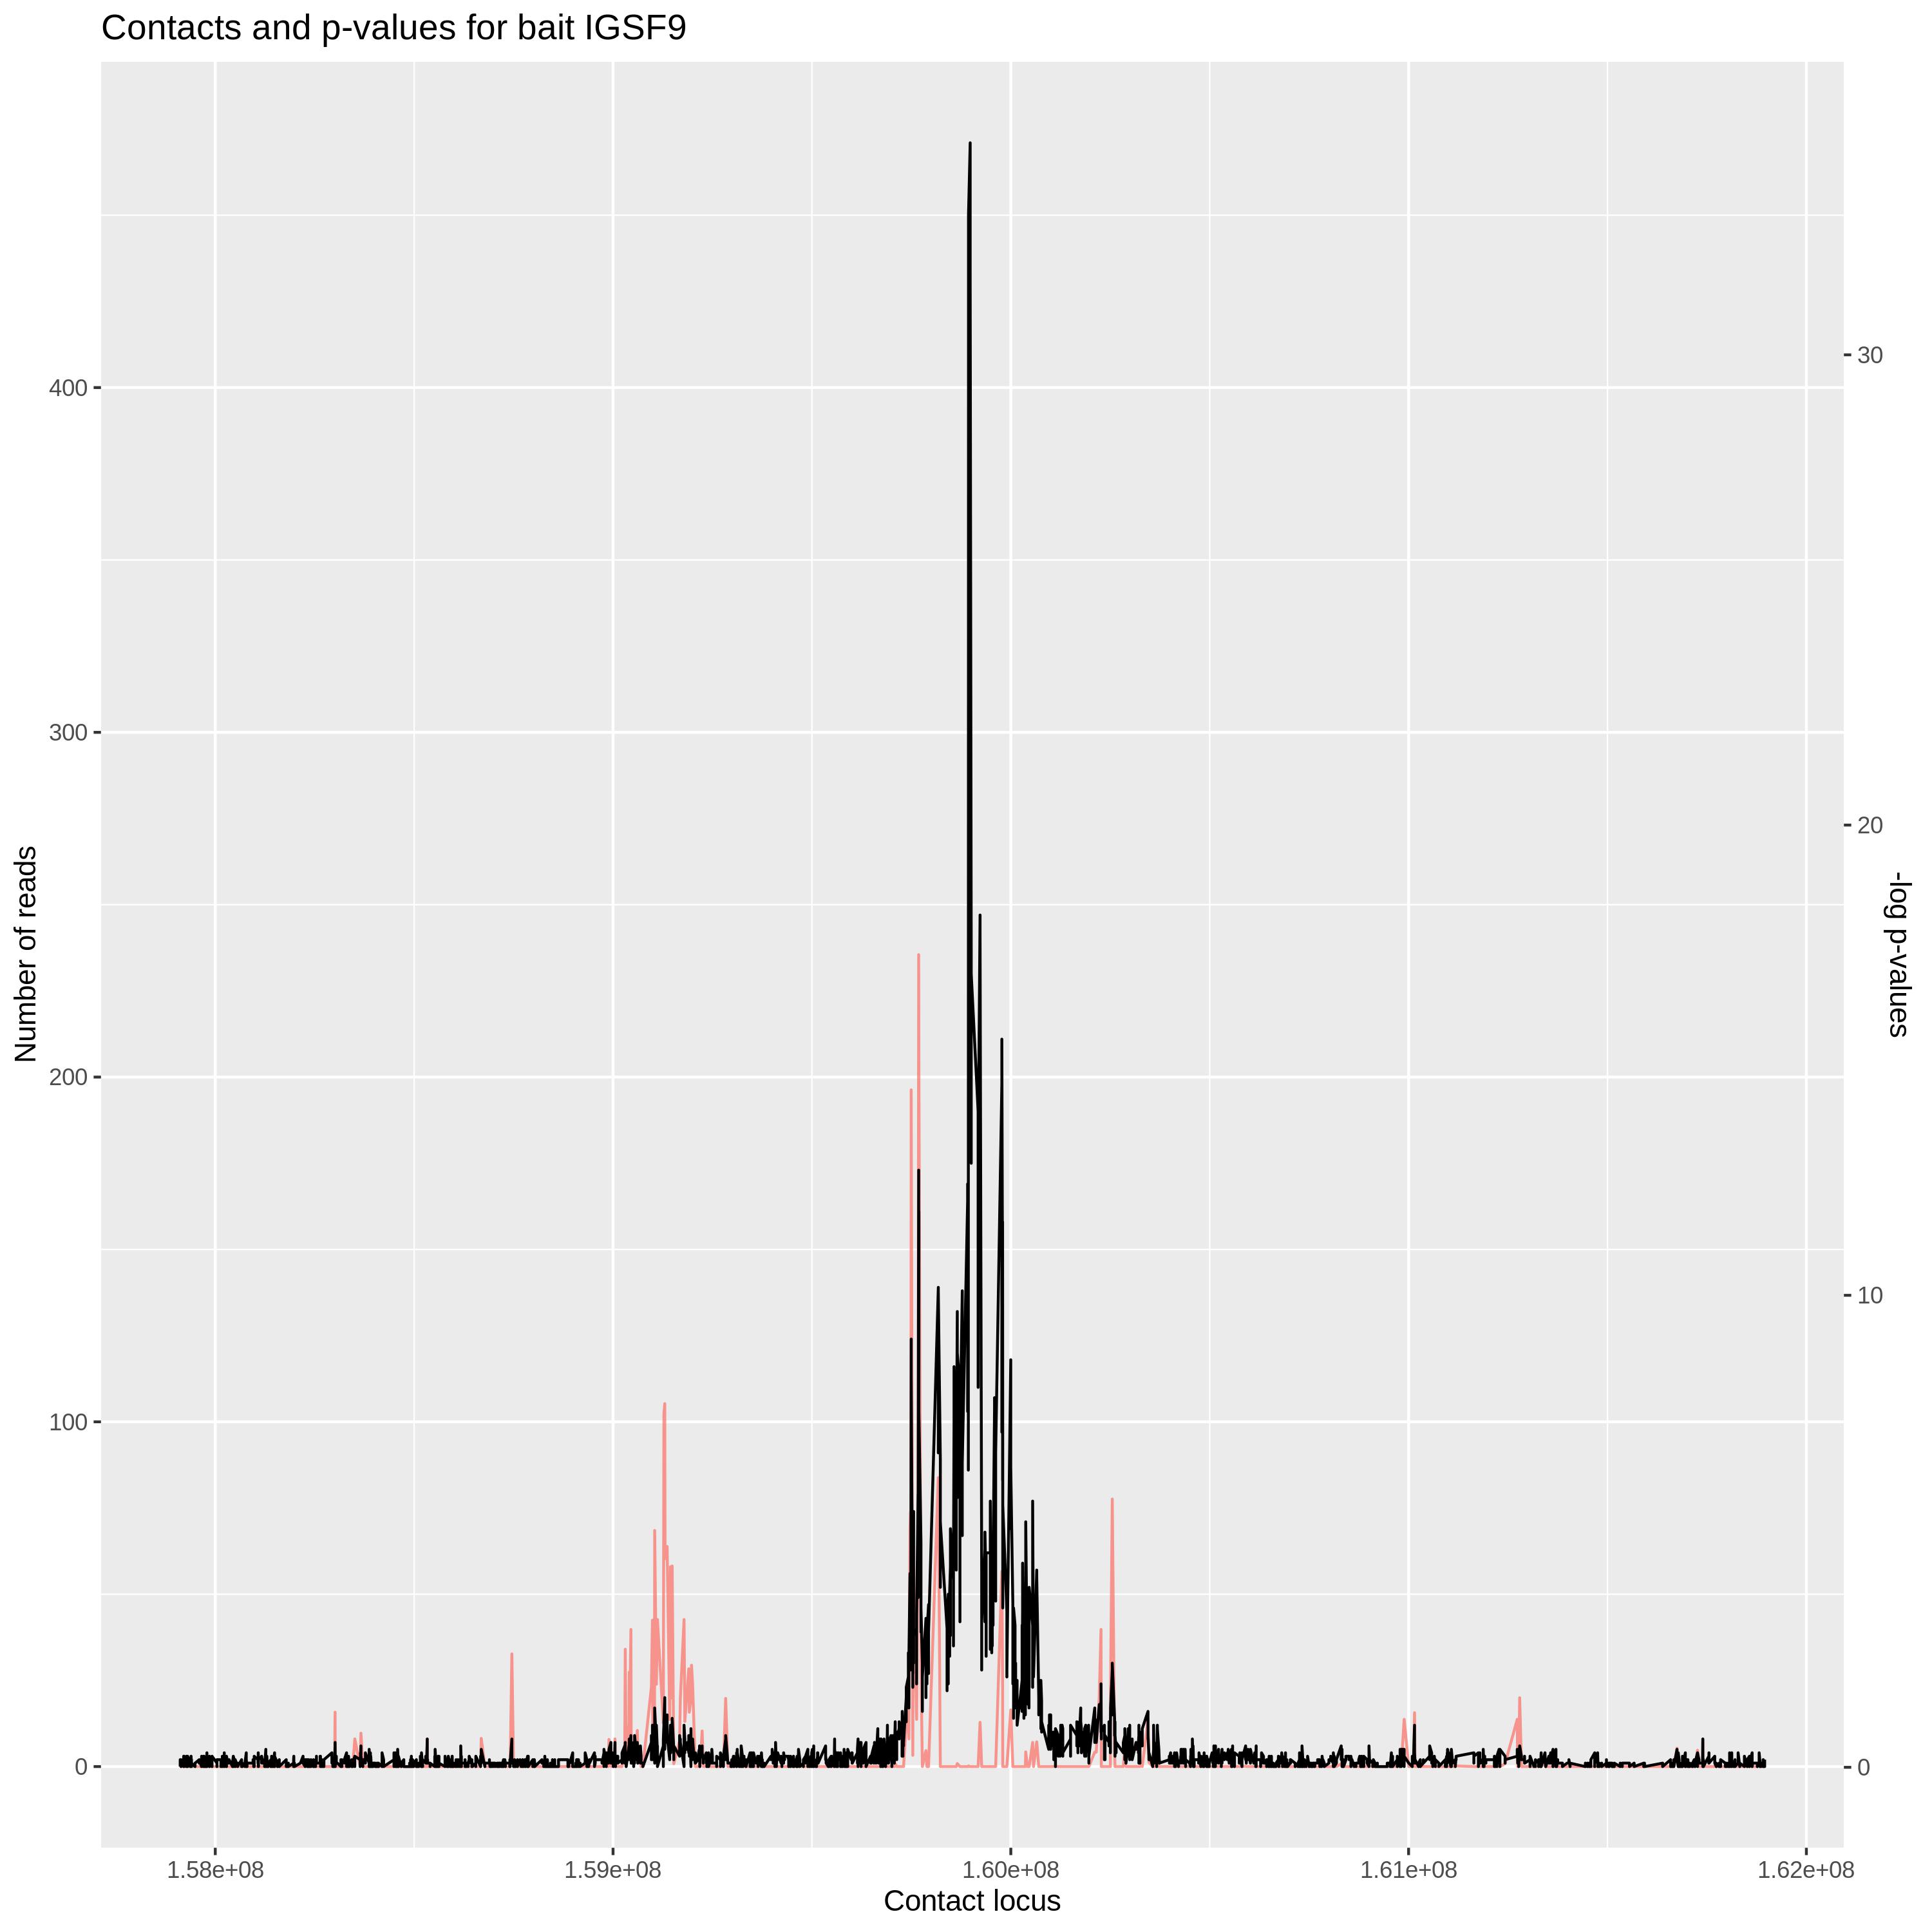 Contacts and p-values for bait IGSF9
400
300
200
100
0
Number of reads
30
20
10
0
-log p-values
1.58e+08
1.59e+08
1.60e+08
1.61e+08
1.62e+08
Contact locus